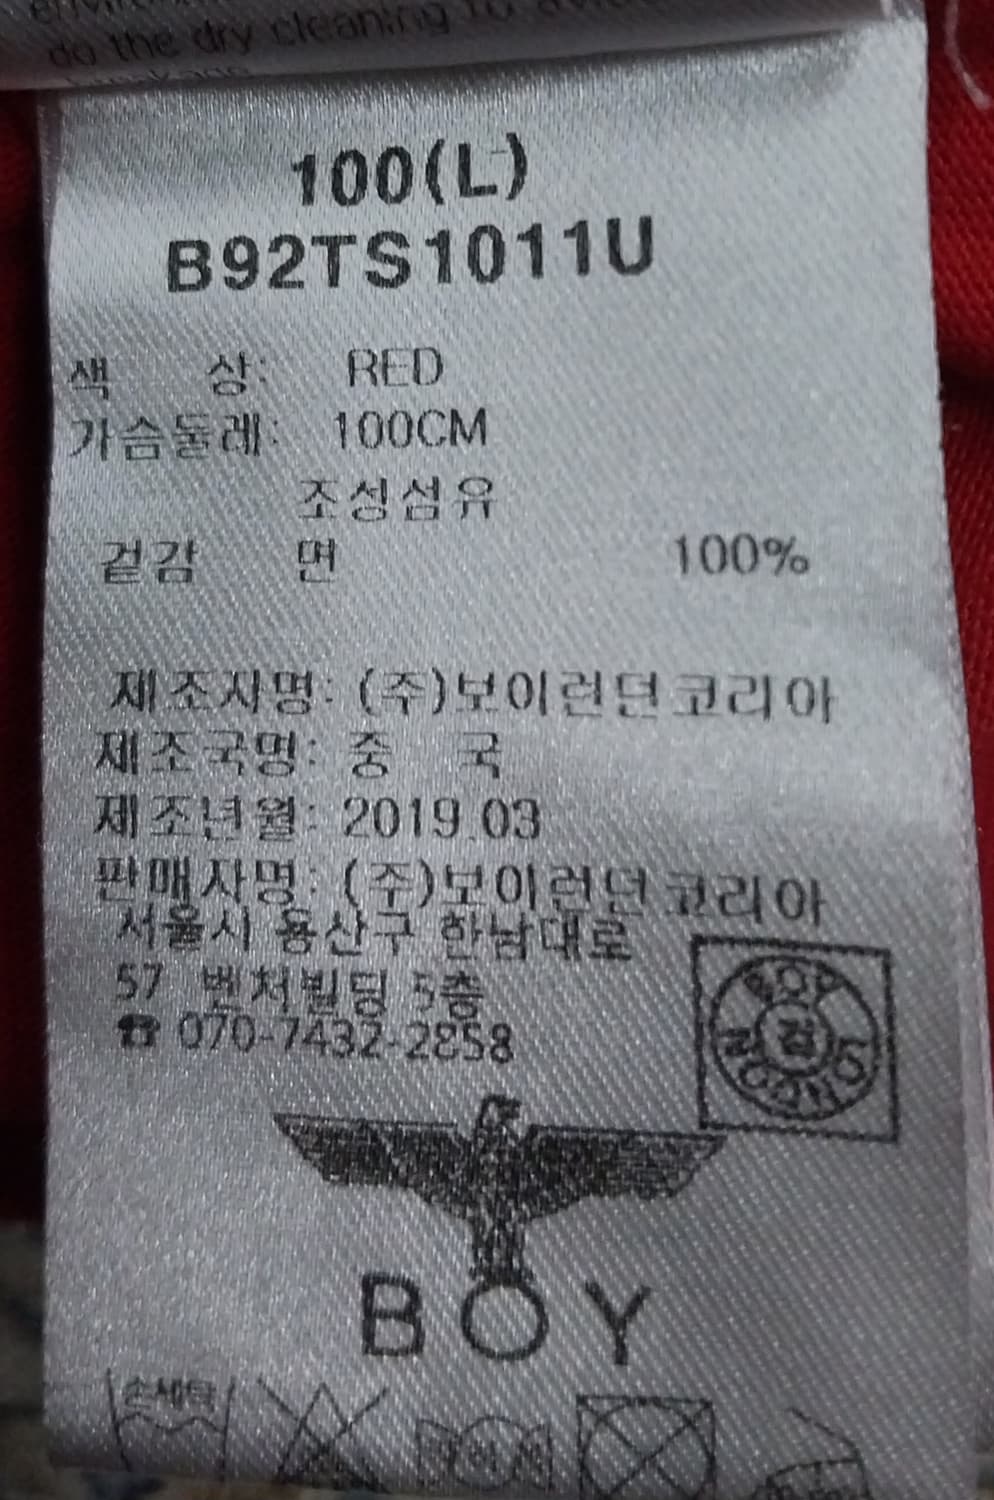 do the dry cleaning to
100(L)
B92TS1011U
색 상: RED
가슴둘레: 100CM
조성섬유
겉감 면 100%
제조자명: (주)보이런던코리아
제조국명: 중 국
제조년월: 2019.03
판매자명: (주)보이런던코리아
서울시 용산구 한남대로
57 벤처빌딩 5층
☎ 070-7432-2858
BOY
LONDON
검
BOY
손세탁